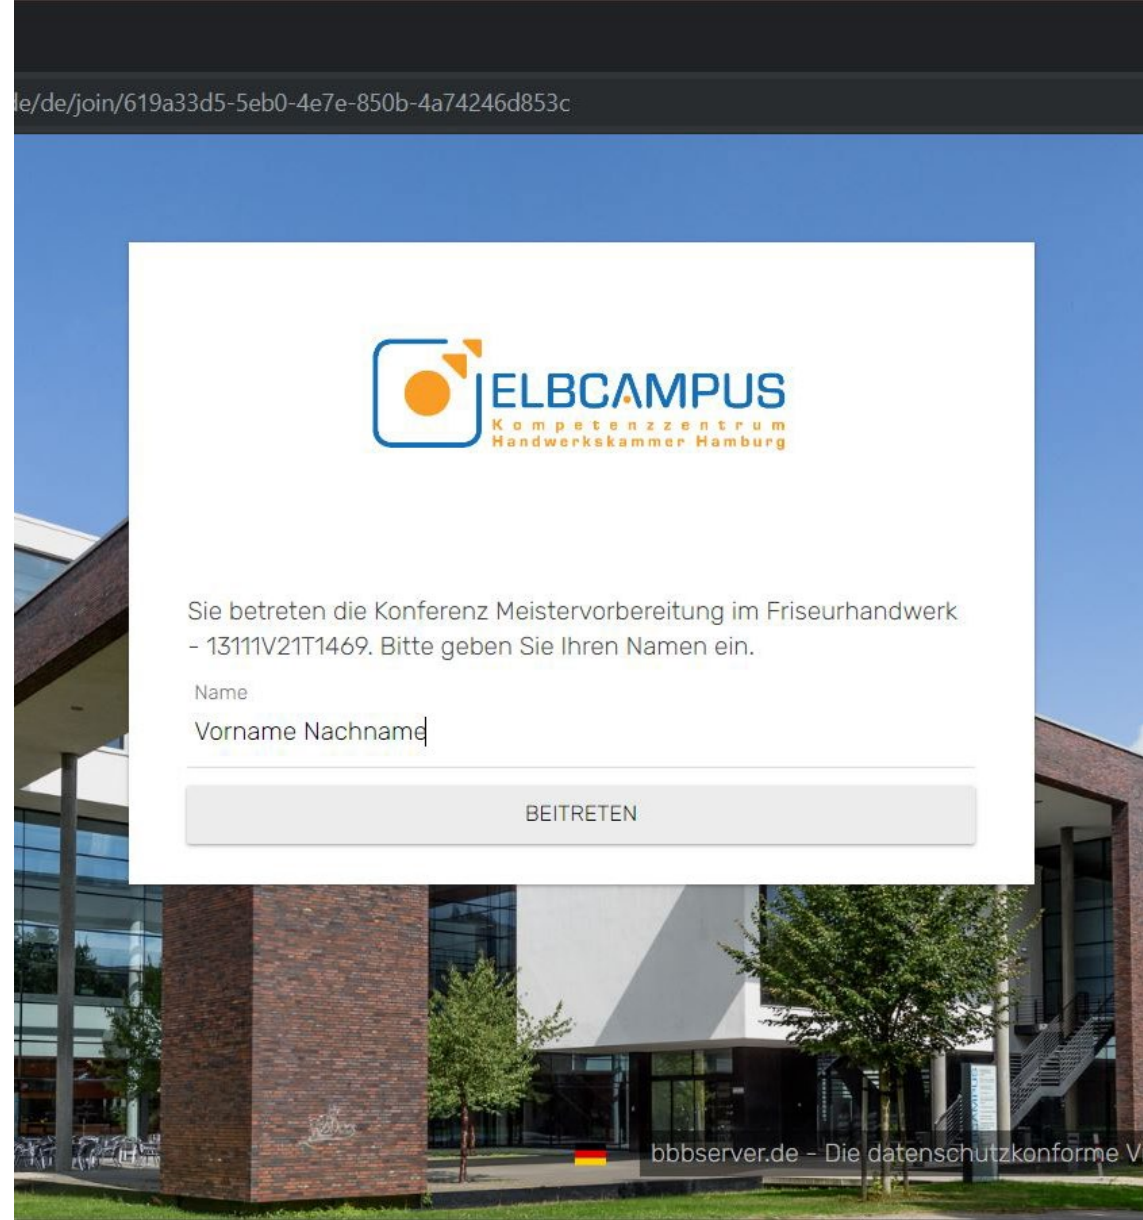 le/de/join/619a33d5-5eb0-4e7e-850b-4a74246d853c
ELBCAMPUS
Kompetenzzentrum
Handwerkskammer Hamburg
Sie betreten die Konferenz Meistervorbereitung im Friseurhandwerk
- 13111V21T1469. Bitte geben Sie Ihren Namen ein.
Name
Vorname Nachname
BEITRETEN
bbbserver.de – Die datenschutzkonforme V